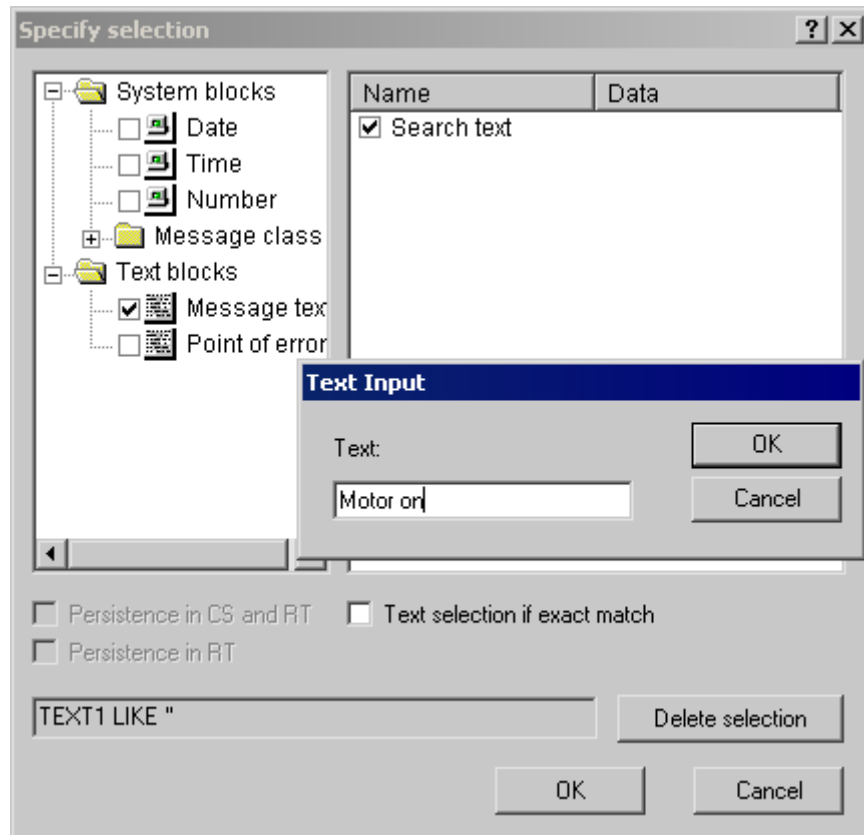 Specify selection
System blocks
Date
Time
Number
Message class
Text blocks
Message tex
Point of error
Name Data
Search text
Text Input
Text:
Motor on
OK
Cancel
Persistence in CS and RT
Text selection if exact match
Persistence in RT
TEXT1 LIKE "
Delete selection
OK
Cancel